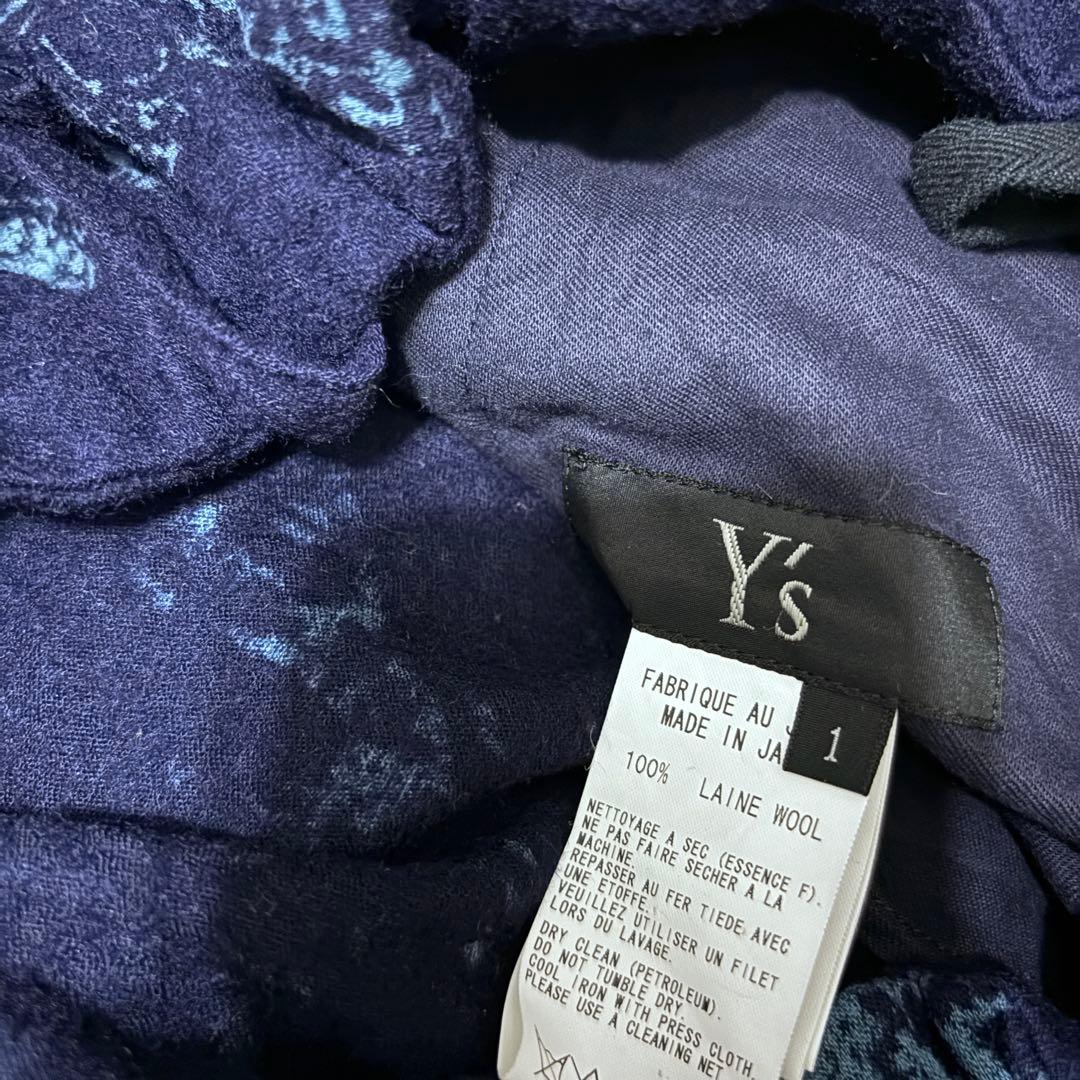 Y's
1
FABRIQUE AU
MADE IN
100% LAINE WOOL
NETTOYAGE A SEC (ESSENCE F).
NE PAS FAIRE SECHER A LA
MACHINE.
REPASSER AU FER TIEDE AVEC
UNE ETOFFE.
VEUILLEZ UTILISER UN FILET
LORS DU LAVAGE.
DRY CLEAN (PETROLEUM).
DO NOT TUMBLE DRY.
COOL IRON WITH PRESS CLOTH.
PLEASE USE A CLEANING NET